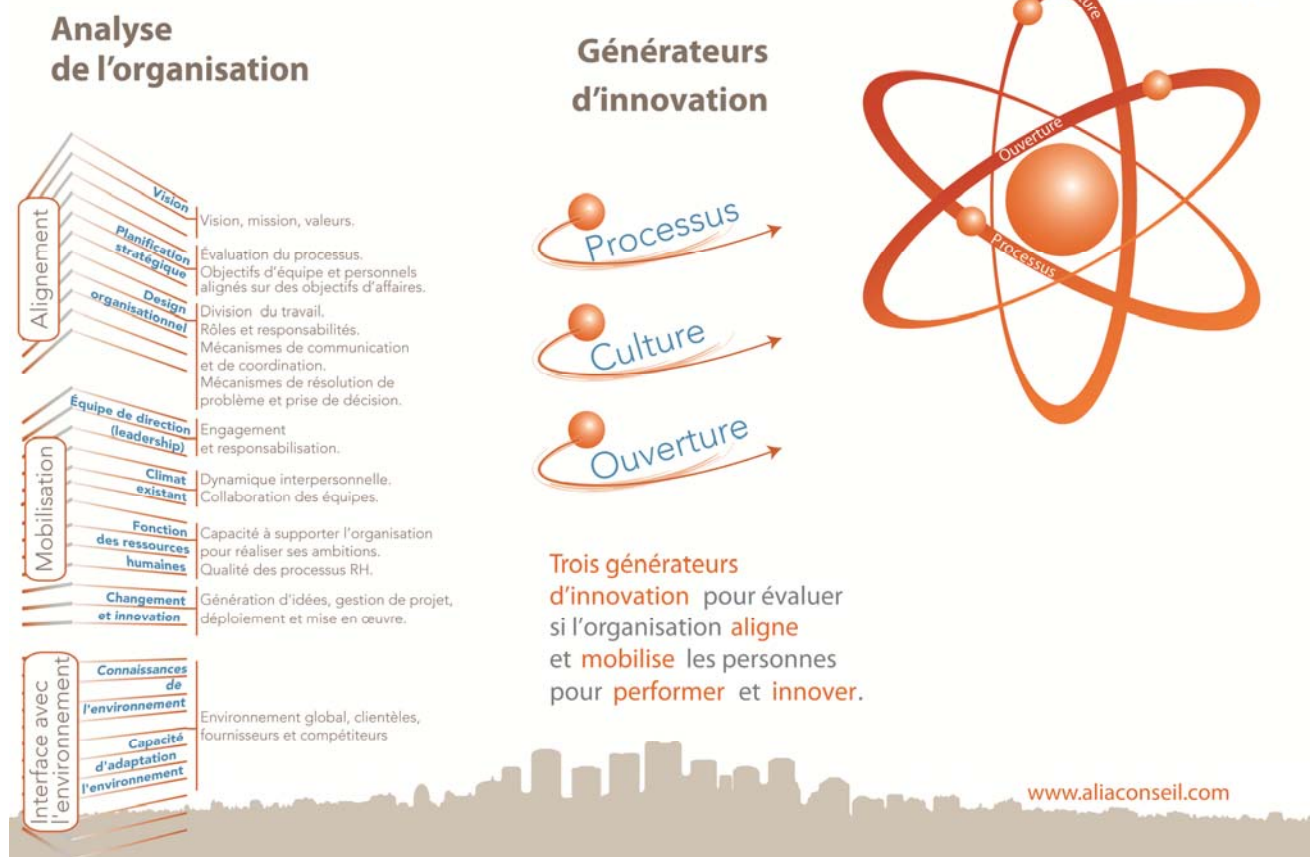 Analyse
de l'organisation
Alignement
Vision
Vision, mission, valeurs.
Planification
stratégique
Évaluation du processus.
Objectifs d'équipe et personnels
alignés sur des objectifs d'affaires.
Design
organisationnel
Division du travail.
Rôles et responsabilités.
Mécanismes de communication
et de coordination.
Mécanismes de résolution de
problème et prise de décision.
Mobilisation
Équipe de direction
(leadership)
Engagement
et responsabilisation.
Climat
existant
Dynamique interpersonnelle.
Collaboration des équipes.
Fonction
des ressources
humaines
Capacité à supporter l'organisation
pour réaliser ses ambitions.
Qualité des processus RH.
Changement
et innovation
Génération d'idées, gestion de projet,
déploiement et mise en œuvre.
Interface avec
l'environnement
Connaissances
de
l'environnement
Capacité
d'adaptation
l'environnement
Environnement global, clientèles,
fournisseurs et compétiteurs
Générateurs
d'innovation
Processus
Culture
Ouverture
Trois générateurs
d'innovation pour évaluer
si l'organisation aligne
et mobilise les personnes
pour performer et innover.
Ouverture
Processus
www.aliaconseil.com